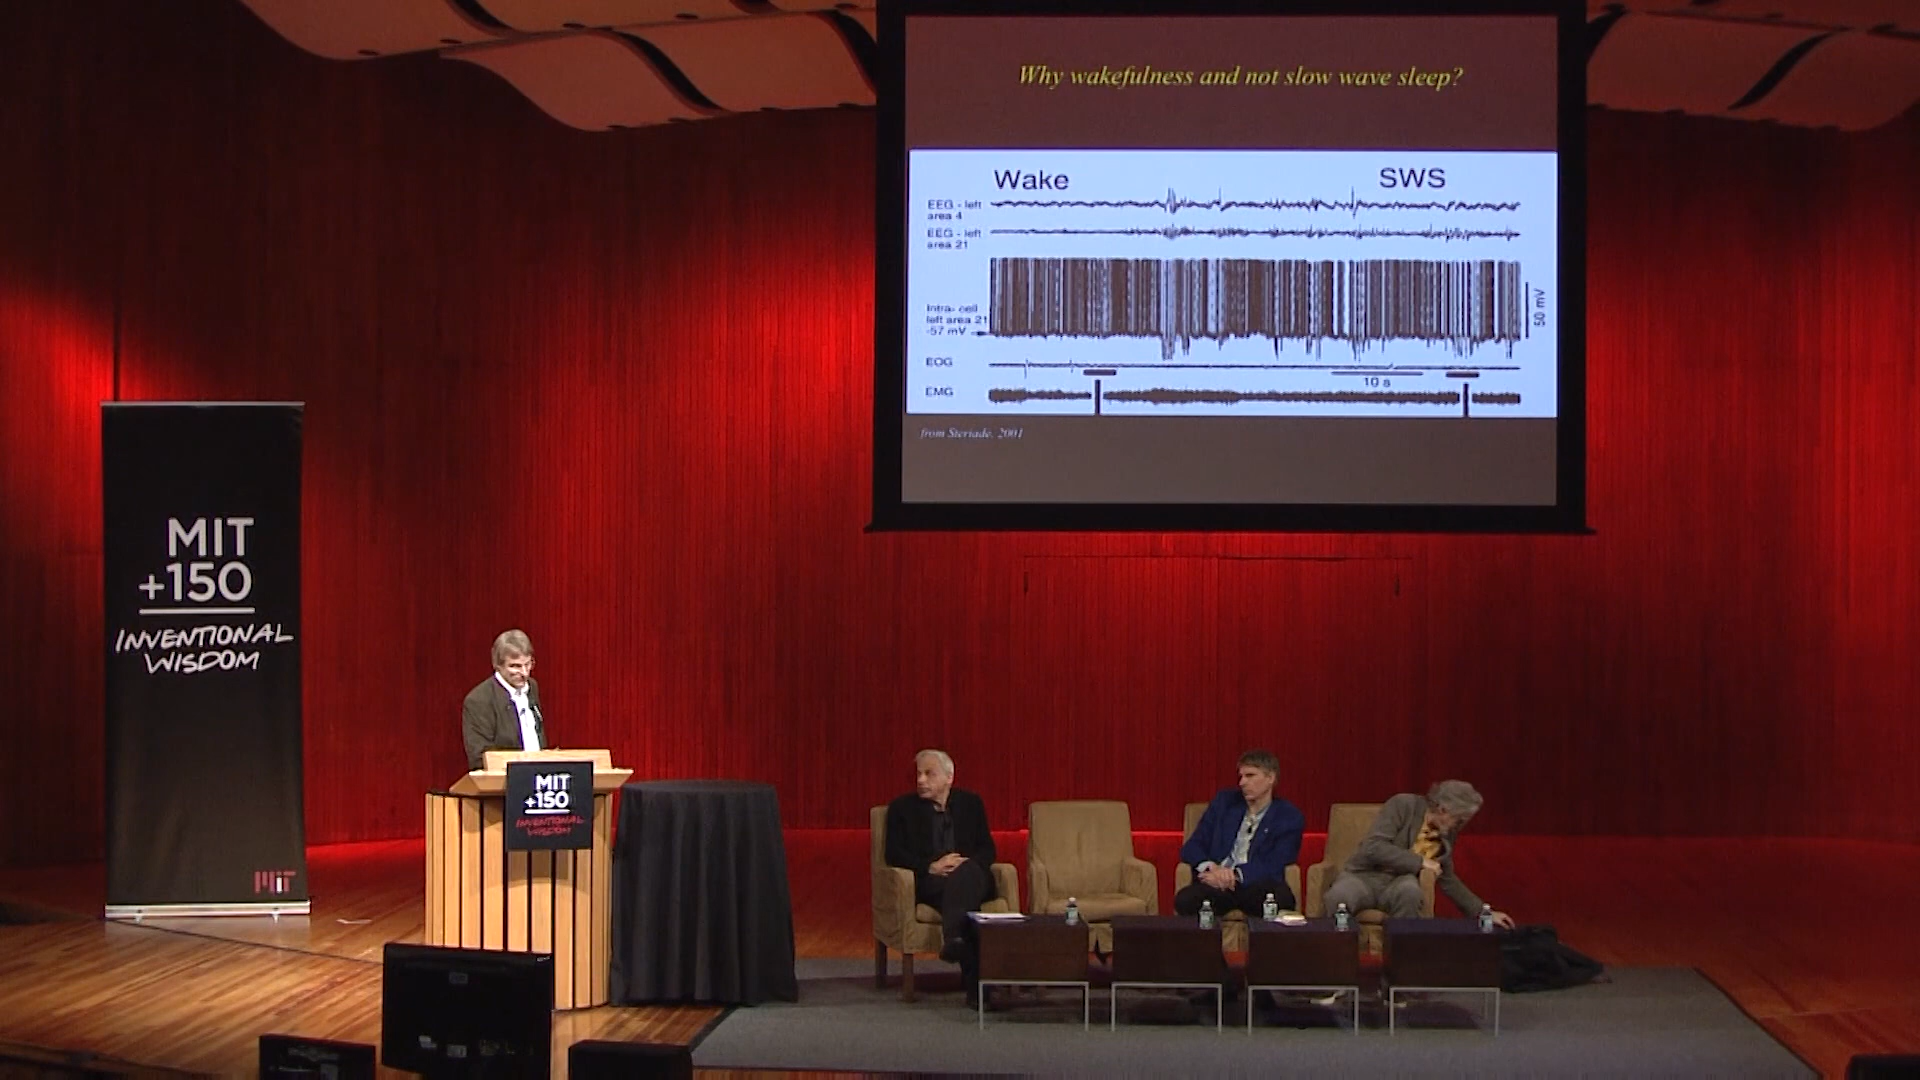 Why wakefulness and not slow wave sleep?
Wake
SWS
EEG - left
area 4
EEG - left
area 21
Intra- cell
left area 21
-57 mV
50 mV
EOG
10 s
EMG
from Steriade, 2001
MIT
+150
INVENTIONAL
WISDOM
MIT
MIT
+150
INVENTIONAL
WISDOM